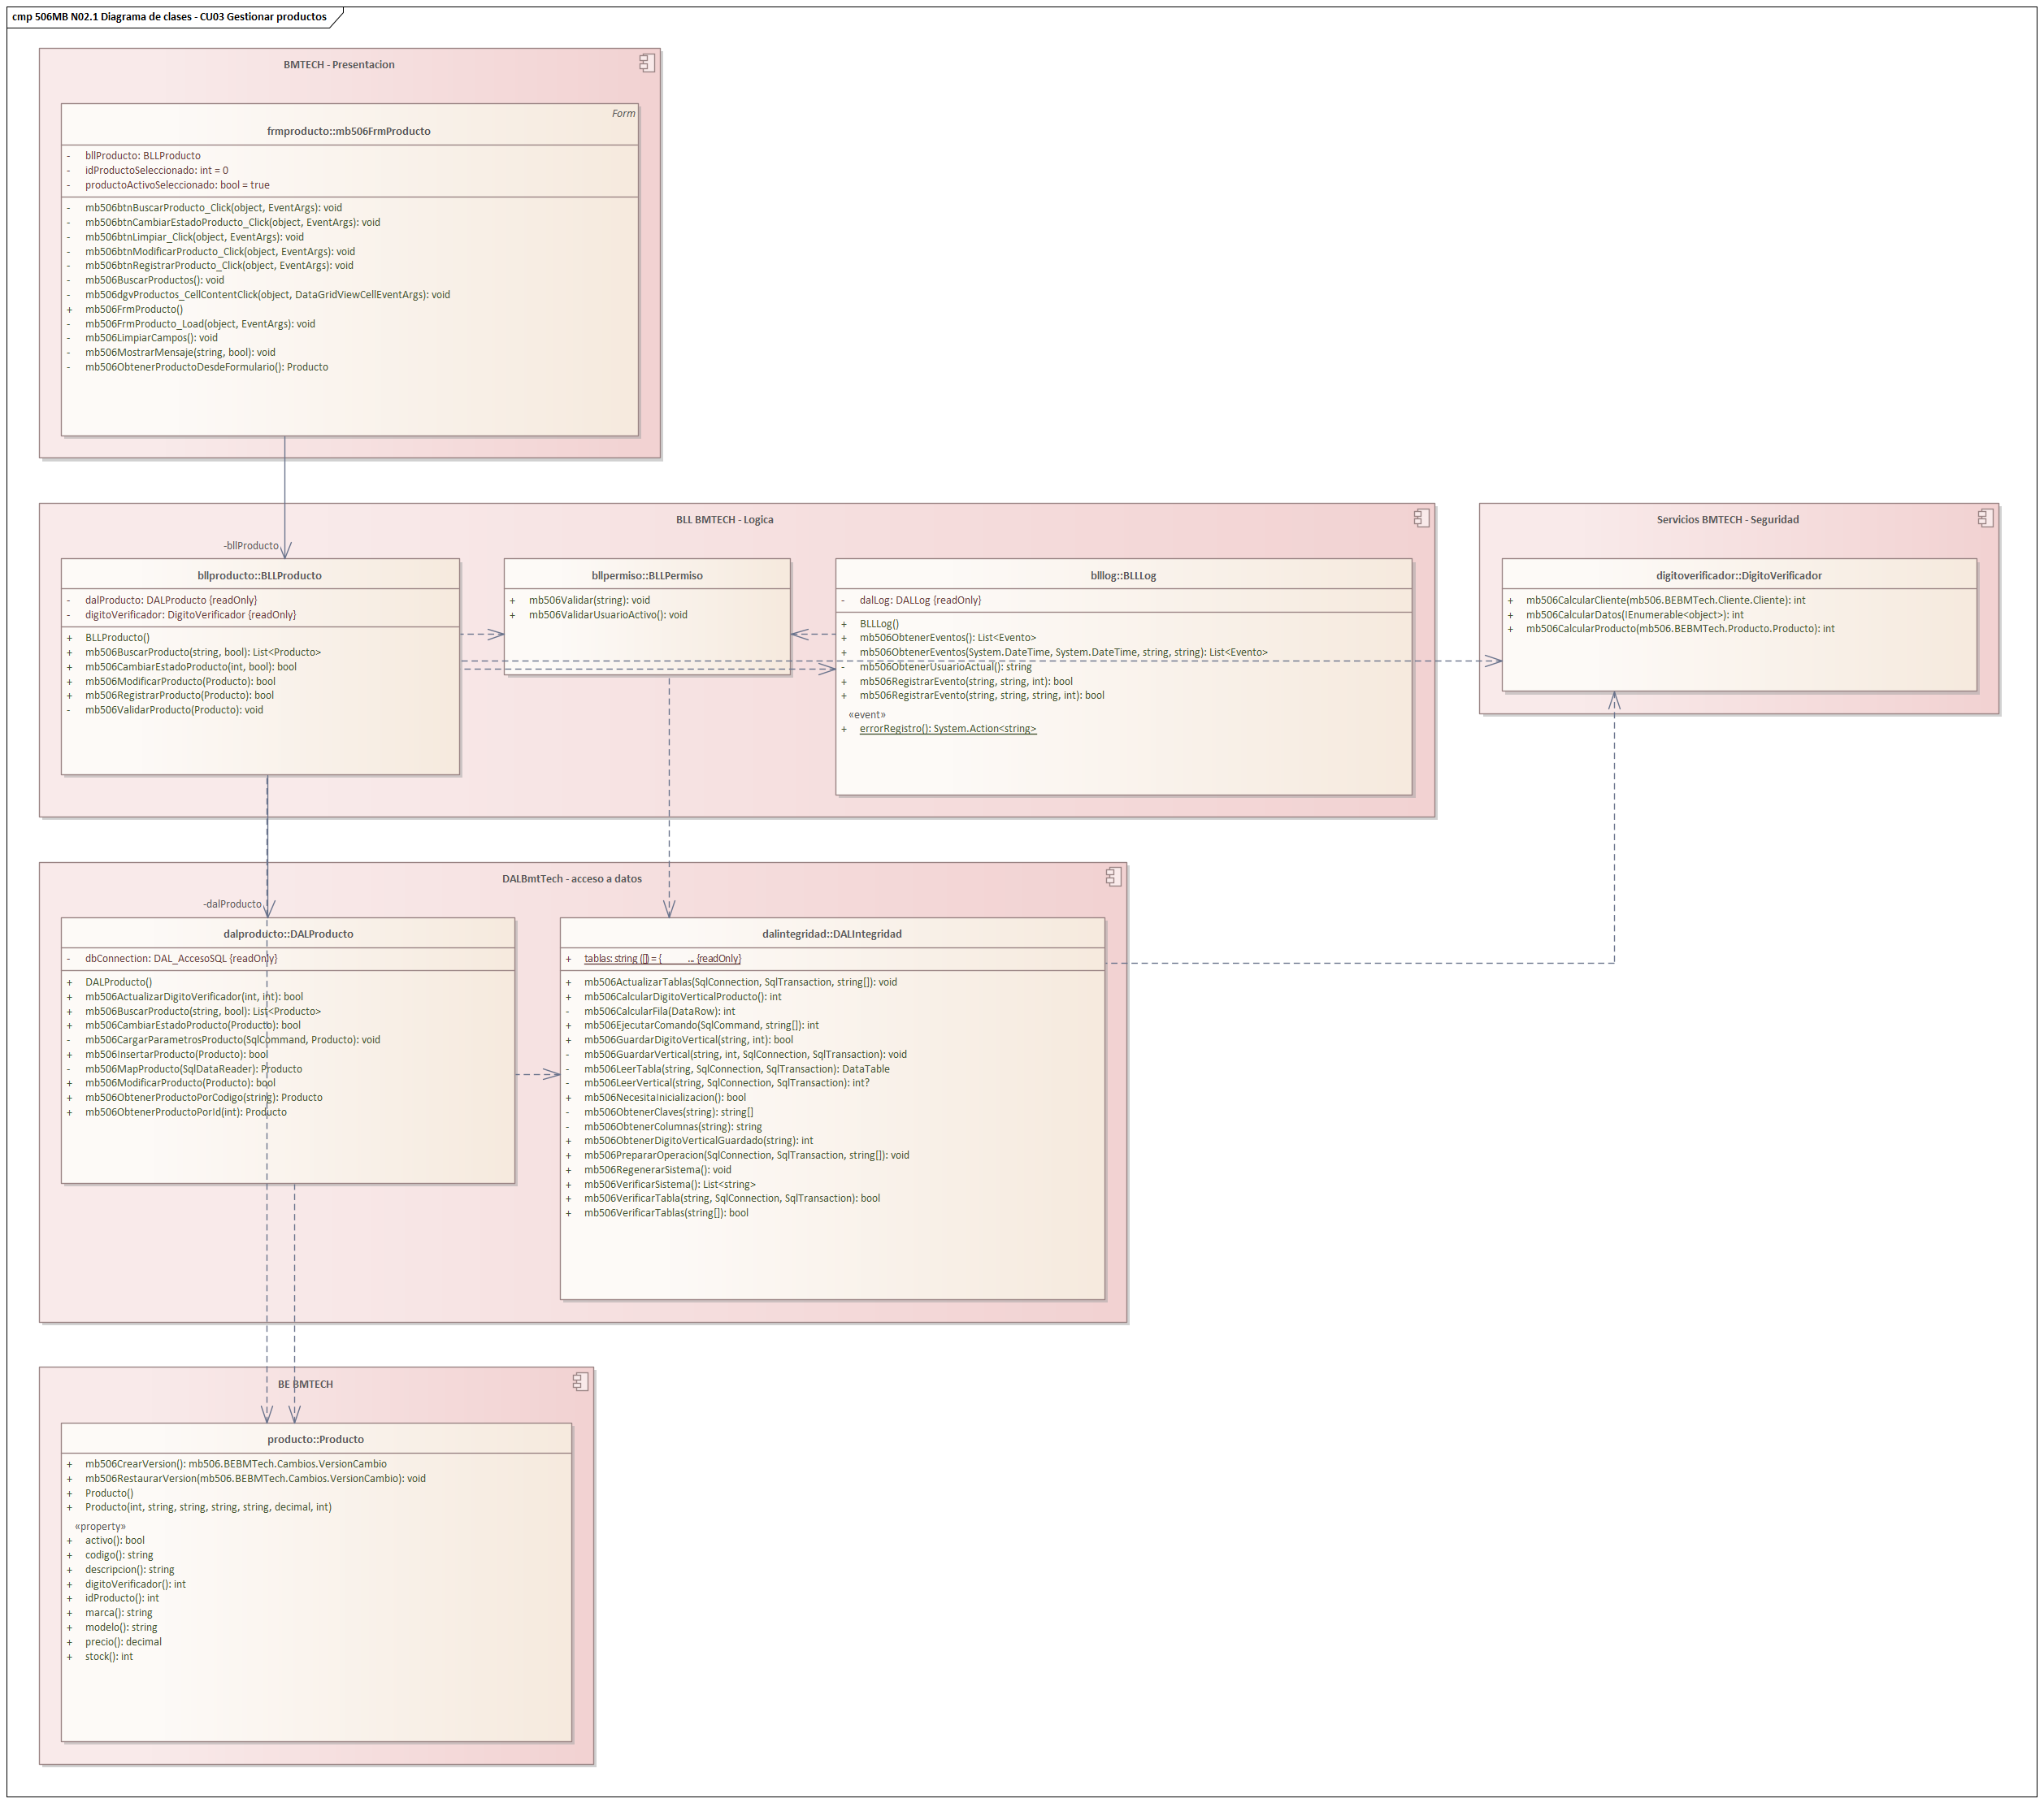 cmp 506MB N02.1 Diagrama de clases - CU03 Gestionar productos
BMTECH - Presentacion
Form
frmproducto::mb506FrmProducto
- bllProducto: BLLProducto
- idProductoSeleccionado: int = 0
- productoActivoSeleccionado: bool = true
- mb506btnBuscarProducto_Click(object, EventArgs): void
- mb506btnCambiarEstadoProducto_Click(object, EventArgs): void
- mb506btnLimpiar_Click(object, EventArgs): void
- mb506btnModificarProducto_Click(object, EventArgs): void
- mb506btnRegistrarProducto_Click(object, EventArgs): void
- mb506BuscarProductos(): void
- mb506dgvProductos_CellContentClick(object, DataGridViewCellEventArgs): void
+ mb506FrmProducto()
- mb506FrmProducto_Load(object, EventArgs): void
- mb506LimpiarCampos(): void
- mb506MostrarMensaje(string, bool): void
- mb506ObtenerProductoDesdeFormulario(): Producto
BLL BMTECH - Logica
-bllProducto
bllproducto::BLLProducto
- dalProducto: DALProducto {readOnly}
- digitoVerificador: DigitoVerificador {readOnly}
+ BLLProducto()
+ mb506BuscarProducto(string, bool): List<Producto>
+ mb506CambiarEstadoProducto(int, bool): bool
+ mb506ModificarProducto(Producto): bool
+ mb506RegistrarProducto(Producto): bool
- mb506ValidarProducto(Producto): void
bllpermiso::BLLPermiso
+ mb506Validar(string): void
+ mb506ValidarUsuarioActivo(): void
blllog::BLLLog
- dalLog: DALLog {readOnly}
+ BLLLog()
+ mb506ObtenerEventos(): List<Evento>
+ mb506ObtenerEventos(System.DateTime, System.DateTime, string, string): List<Evento>
- mb506ObtenerUsuarioActual(): string
+ mb506RegistrarEvento(string, string, int): bool
+ mb506RegistrarEvento(string, string, string, int): bool
«event»
+ errorRegistro(): System.Action<string>
Servicios BMTECH - Seguridad
digitoverificador::DigitoVerificador
+ mb506CalcularCliente(mb506.BEBMTech.Cliente.Cliente): int
+ mb506CalcularDatos(IEnumerable<object>): int
+ mb506CalcularProducto(mb506.BEBMTech.Producto.Producto): int
DALBmtTech - acceso a datos
-dalProducto
dalproducto::DALProducto
- dbConnection: DAL_AccesoSQL {readOnly}
+ DALProducto()
+ mb506ActualizarDigitoVerificador(int, int): bool
+ mb506BuscarProducto(string, bool): List<Producto>
+ mb506CambiarEstadoProducto(Producto): bool
- mb506CargarParametrosProducto(SqlCommand, Producto): void
+ mb506InsertarProducto(Producto): bool
- mb506MapProducto(SqlDataReader): Producto
+ mb506ModificarProducto(Producto): bool
+ mb506ObtenerProductoPorCodigo(string): Producto
+ mb506ObtenerProductoPorId(int): Producto
dalintegridad::DALIntegridad
+ tablas: string ([]) = { ... {readOnly}
+ mb506ActualizarTablas(SqlConnection, SqlTransaction, string[]): void
+ mb506CalcularDigitoVerticalProducto(): int
- mb506CalcularFila(DataRow): int
+ mb506EjecutarComando(SqlCommand, string[]): int
+ mb506GuardarDigitoVertical(string, int): bool
- mb506GuardarVertical(string, int, SqlConnection, SqlTransaction): void
- mb506LeerTabla(string, SqlConnection, SqlTransaction): DataTable
- mb506LeerVertical(string, SqlConnection, SqlTransaction): int?
+ mb506NecesitaInicializacion(): bool
- mb506ObtenerClaves(string): string[]
- mb506ObtenerColumnas(string): string
+ mb506ObtenerDigitoVerticalGuardado(string): int
+ mb506PrepararOperacion(SqlConnection, SqlTransaction, string[]): void
+ mb506RegenerarSistema(): void
+ mb506VerificarSistema(): List<string>
+ mb506VerificarTabla(string, SqlConnection, SqlTransaction): bool
+ mb506VerificarTablas(string[]): bool
BE BMTECH
producto::Producto
+ mb506CrearVersion(): mb506.BEBMTech.Cambios.VersionCambio
+ mb506RestaurarVersion(mb506.BEBMTech.Cambios.VersionCambio): void
+ Producto()
+ Producto(int, string, string, string, string, decimal, int)
«property»
+ activo(): bool
+ codigo(): string
+ descripcion(): string
+ digitoVerificador(): int
+ idProducto(): int
+ marca(): string
+ modelo(): string
+ precio(): decimal
+ stock(): int